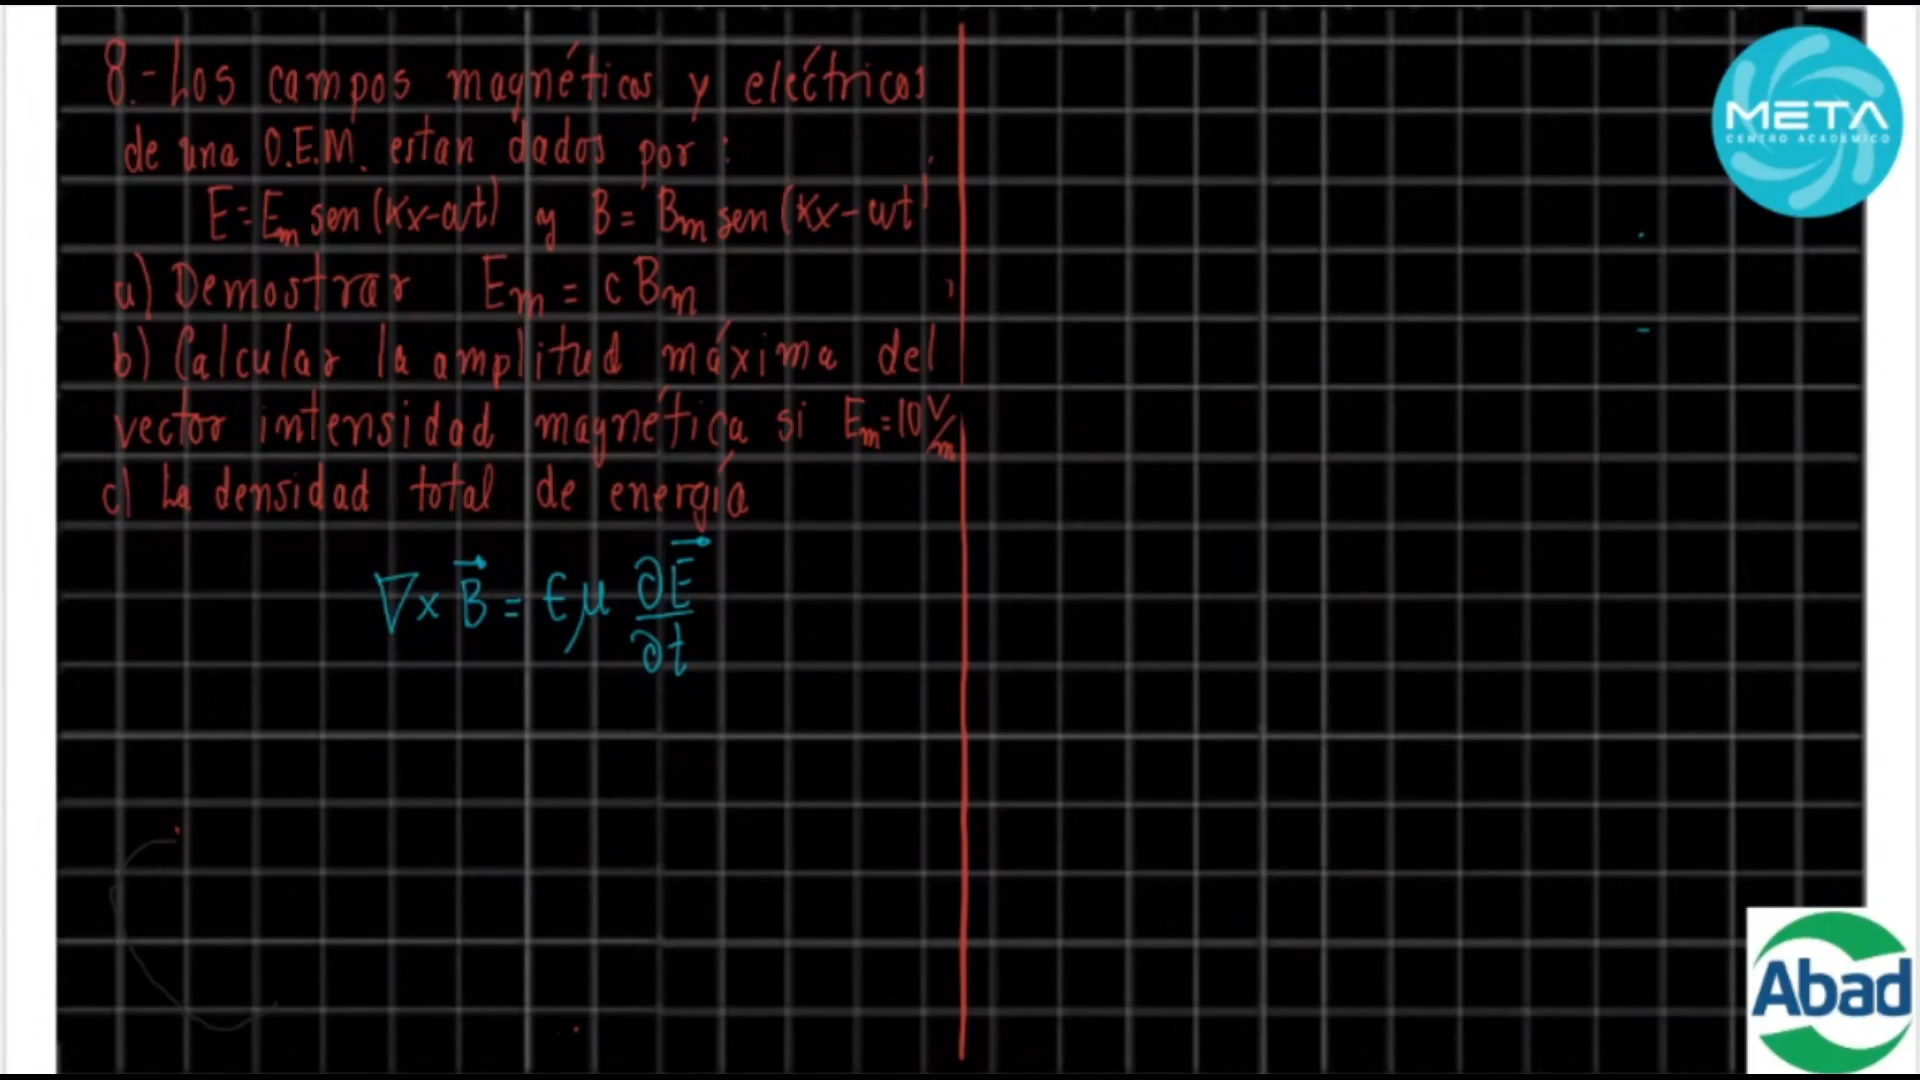 8.- Los campos magnéticos y eléctricos
de una O.E.M. estan dados por:
E = Em sen (Kx-wt) y B = Bm sen (Kx-wt)
a) Demostrar Em = c Bm
b) Calcular la amplitud máxima del
vector intensidad magnética si Em=10 V/m
c) La densidad total de energía
∇ × B⃗ = ϵμ ∂E⃗/∂t
META
CENTRO ACADÉMICO
Abad